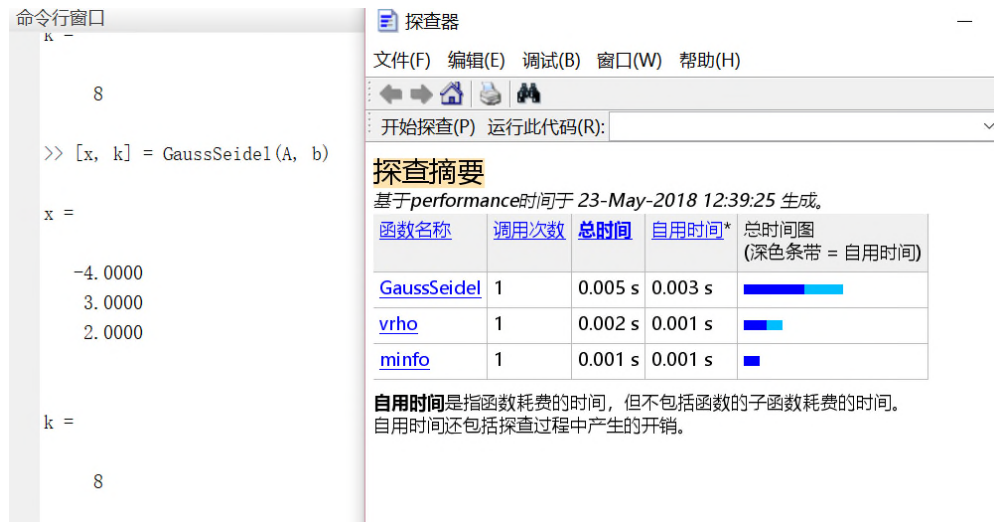 命令行窗口
k =
8
>> [x, k] = GaussSeidel(A, b)
x =
-4.0000
3.0000
2.0000
k =
8
探查器
文件(F) 编辑(E) 调试(B) 窗口(W) 帮助(H)
开始探查(P) 运行此代码(R):
探查摘要
基于performance时间于 23-May-2018 12:39:25 生成。
函数名称 调用次数 总时间 自用时间* 总时间图
(深色条带 = 自用时间)
GaussSeidel 1 0.005 s 0.003 s
vrho 1 0.002 s 0.001 s
minfo 1 0.001 s 0.001 s
自用时间是指函数耗费的时间，但不包括函数的子函数耗费的时间。
自用时间还包括探查过程中产生的开销。